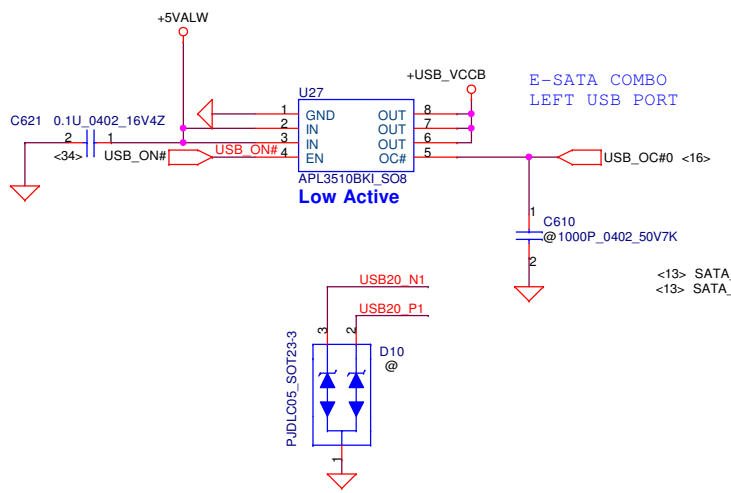 +5VALW
U27
+USB_VCCB
E-SATA COMBO
LEFT USB PORT
C621 0.1U_0402_16V4Z
1 GND OUT 8
2 IN OUT 7
3 IN OUT 6
4 EN OC# 5
2 1
<34> USB_ON# USB_ON#
APL3510BKI_SO8
Low Active
USB_OC#0 <16>
1
C610
@ 1000P_0402_50V7K
2
<13> SATA_
<13> SATA_
USB20_N1
USB20_P1
3 2
D10
@
PJDLC05_SOT23-3
1